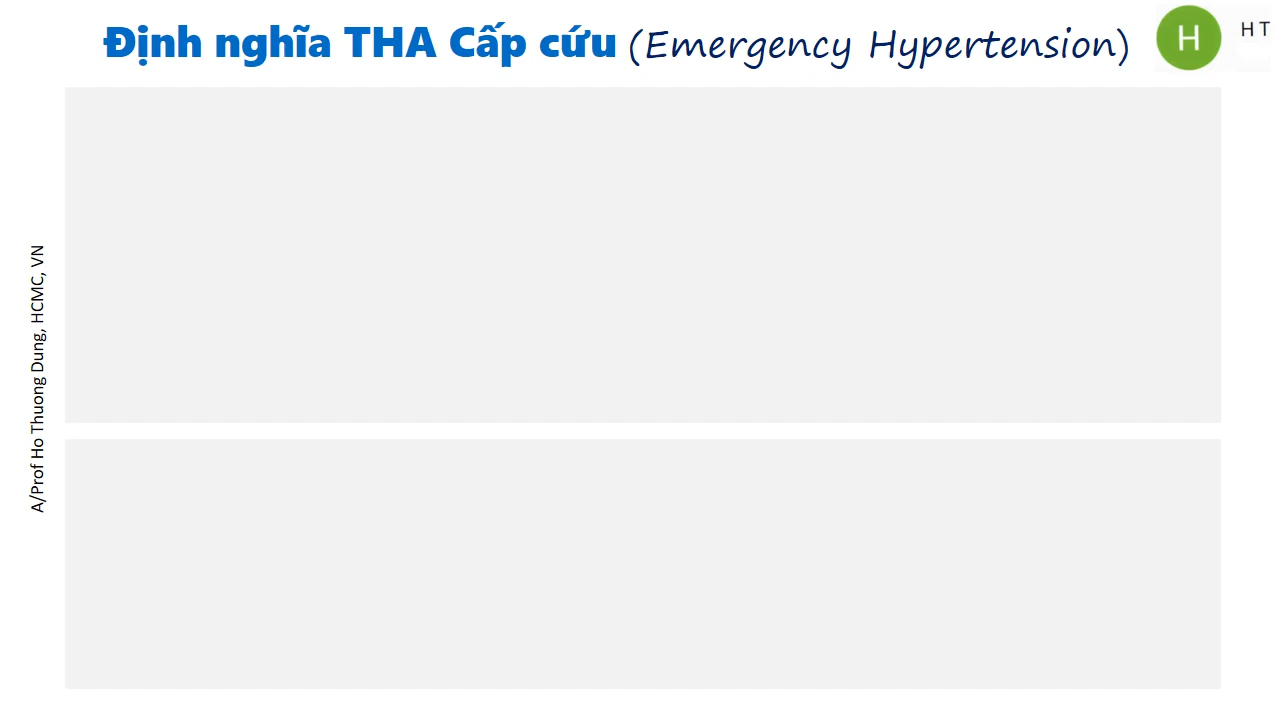 Định nghĩa THA Cấp cứu (Emergency Hypertension)
H
H T
A/Prof Ho Thuong Dung, HCMC, VN